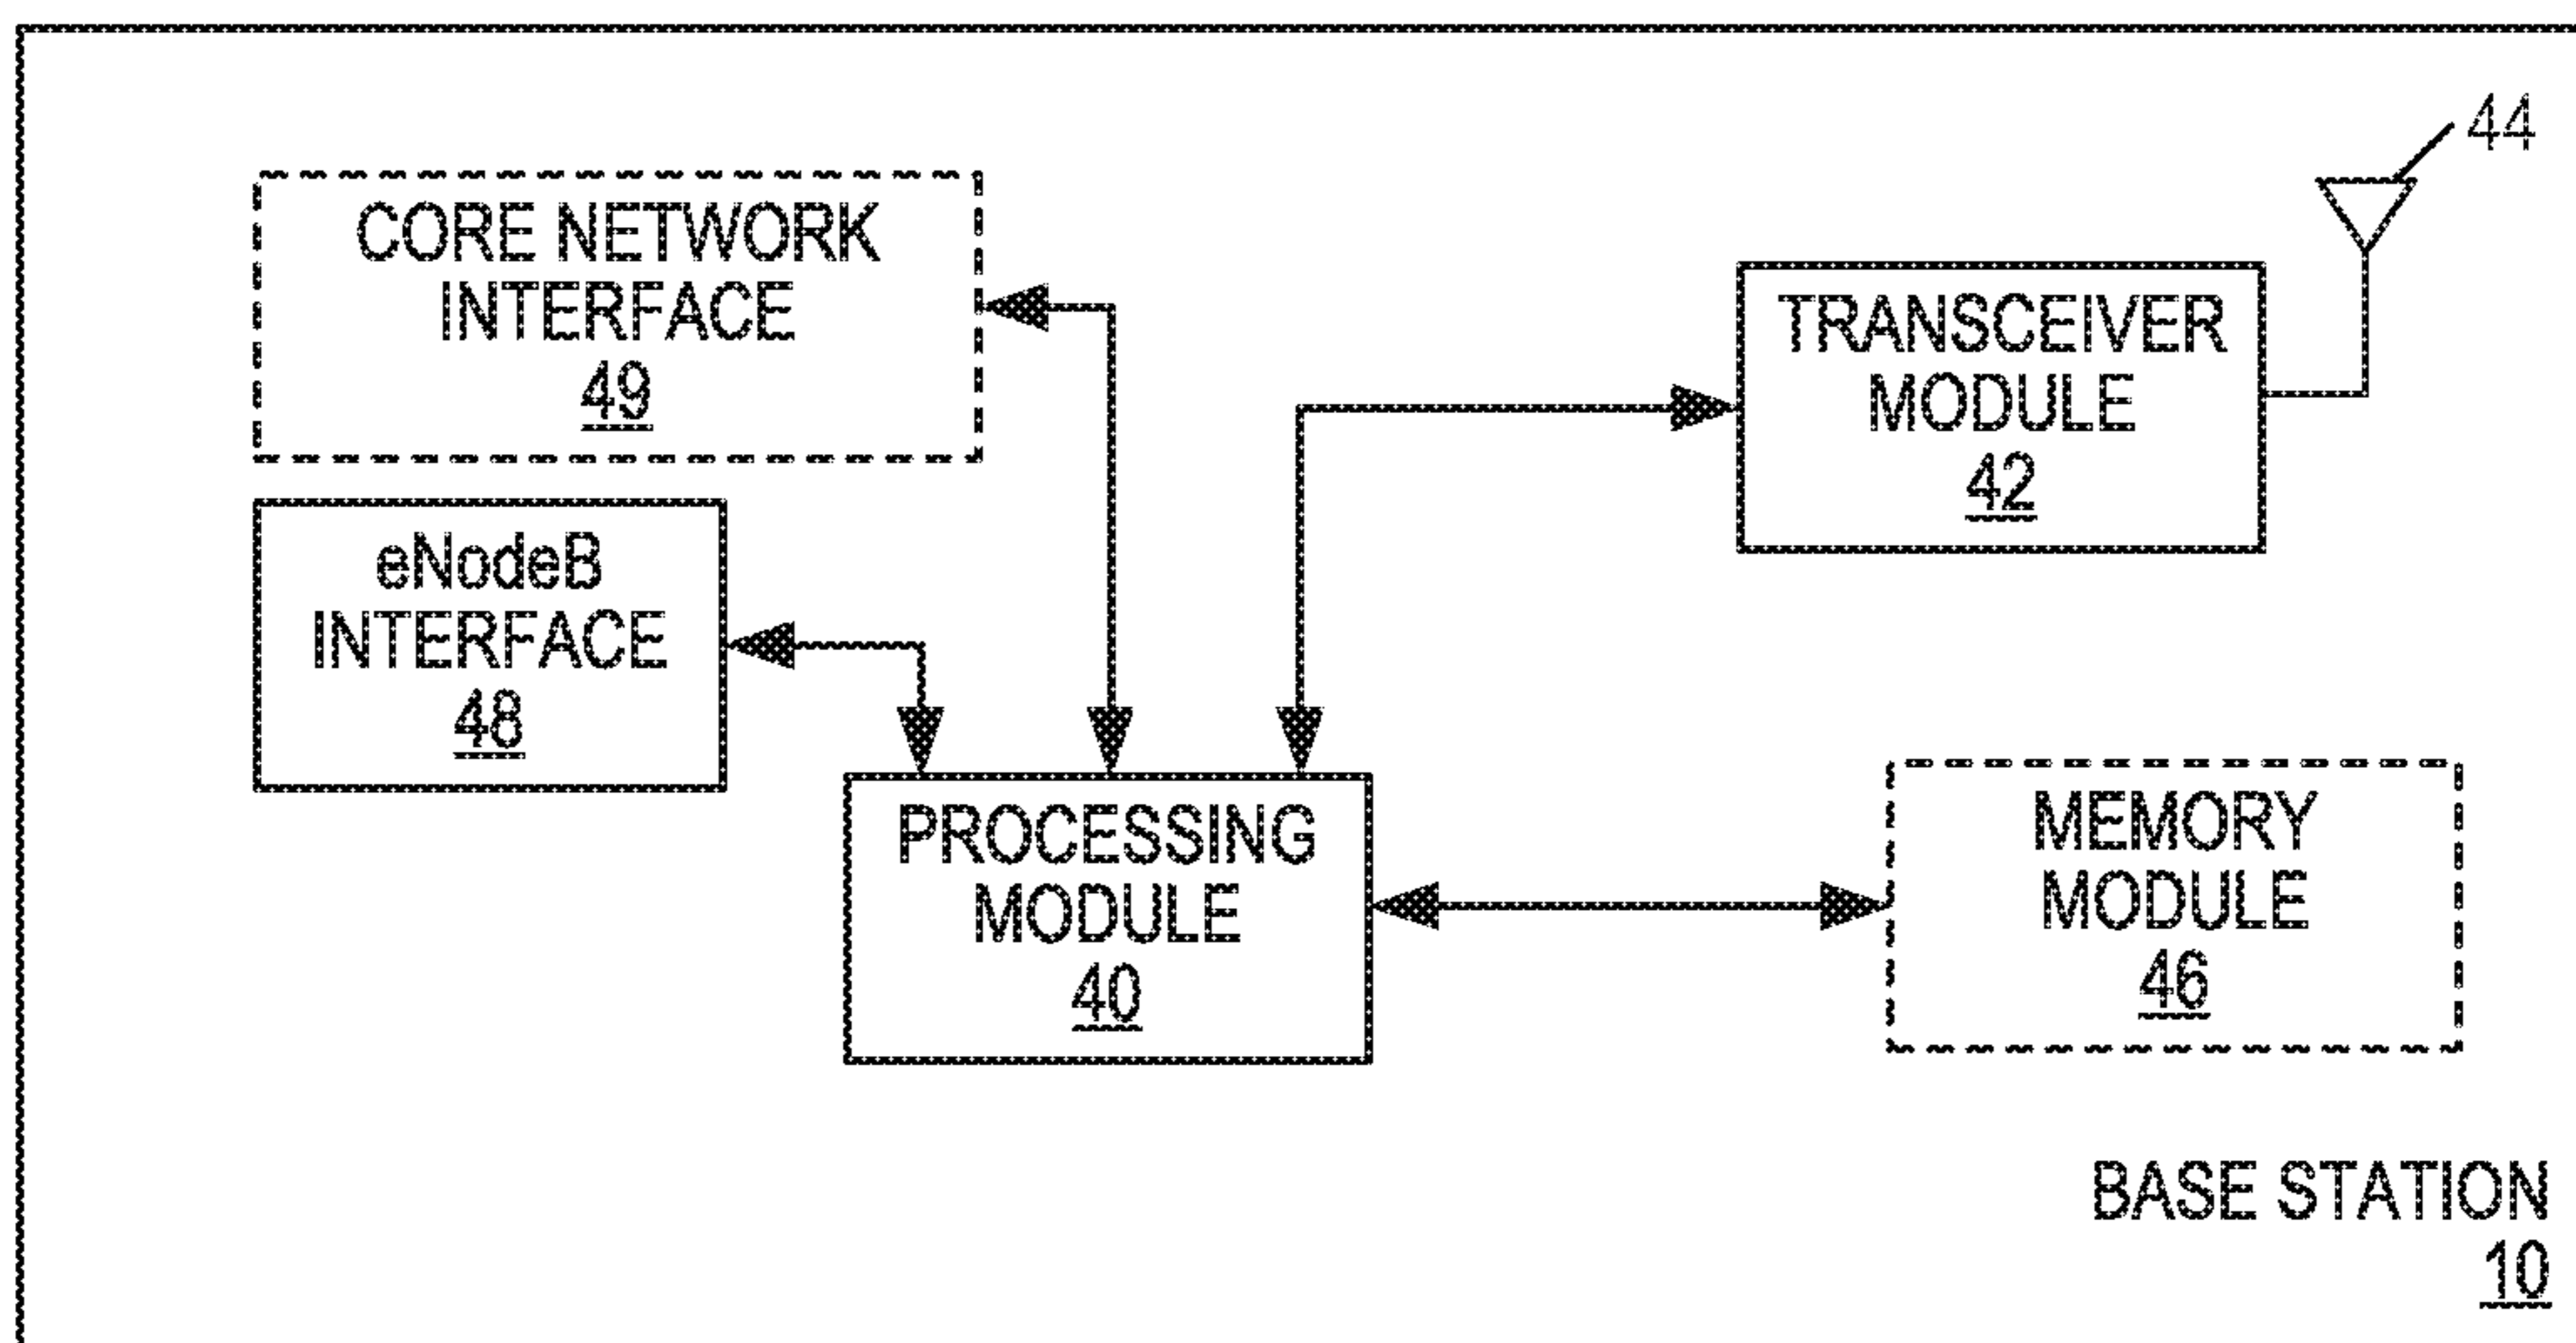 44
CORE NETWORK
INTERFACE
49
TRANSCEIVER
MODULE
42
eNodeB
INTERFACE
48
PROCESSING
MODULE
40
MEMORY
MODULE
46
BASE STATION
10